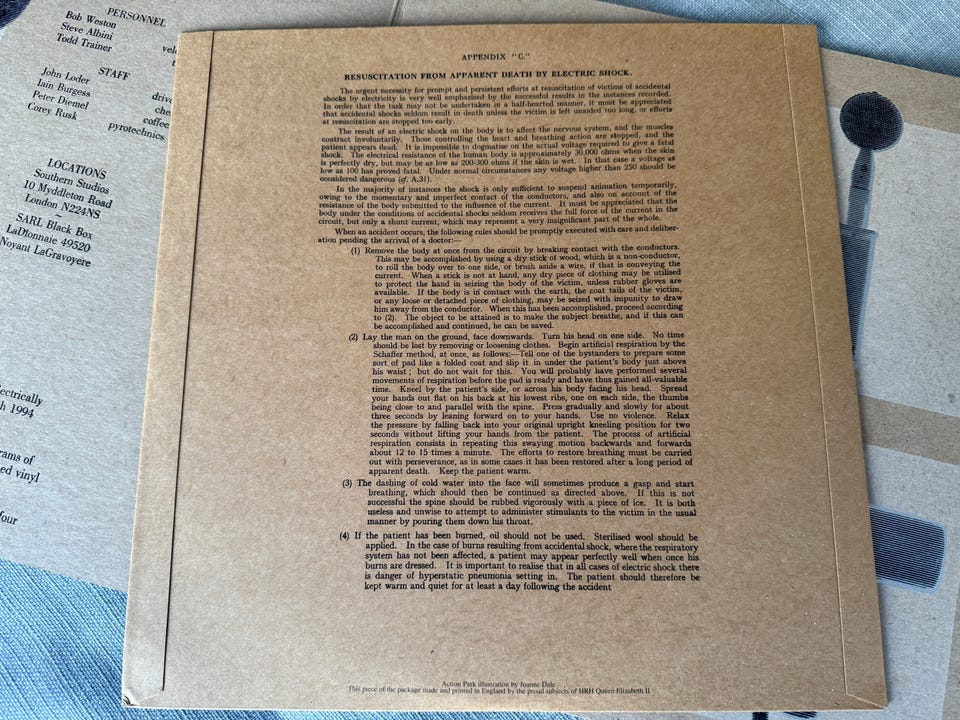 PERSONNEL
Bob Weston
Steve Albini
Todd Trainer
STAFF
John Loder
Iain Burgess
Peter Diemel
Corey Rusk
pyrotechnics
coffee
LOCATIONS
Southern Studios
10 Myddleton Road
London N224NS
~
SARL Black Box
LaDionnaie 49520
Noyant LaGravoyere
1994
vinyl
APPENDIX "C."
RESUSCITATION FROM APPARENT DEATH BY ELECTRIC SHOCK.
The urgent necessity for prompt and persistent efforts at resuscitation of victims of accidental
shocks by electricity is very well emphasised by the successful results in the instances recorded.
In order that the task may not be undertaken in a half-hearted manner, it must be appreciated
that accidental shocks seldom result in death unless the victim is left unaided too long, or efforts
at resuscitation are stopped too early.
The result of an electric shock on the body is to affect the nervous system, and the muscles
contract involuntarily. Those controlling the heart and breathing action are stopped, and the
patient appears dead. It is impossible to dogmatise on the actual voltage required to give a fatal
shock. The electrical resistance of the human body is approximately 30,000 ohms when the skin
is perfectly dry, but may be as low as 200-300 ohms if the skin is wet. In that case a voltage as
low as 100 has proved fatal. Under normal circumstances any voltage higher than 250 should be
considered dangerous (cf. A.31).
In the majority of instances the shock is only sufficient to suspend animation temporarily,
owing to the momentary and imperfect contact of the conductors, and also on account of the
resistance of the body submitted to the influence of the current. It must be appreciated that the
body under the conditions of accidental shocks seldom receives the full force of the current in the
circuit, but only a shunt current, which may represent a very insignificant part of the whole.
When an accident occurs, the following rules should be promptly executed with care and deliber-
ation pending the arrival of a doctor:—
(1) Remove the body at once from the circuit by breaking contact with the conductors.
This may be accomplished by using a dry stick of wood, which is a non-conductor,
to roll the body over to one side, or brush aside a wire, if that is conveying the
current. When a stick is not at hand, any dry piece of clothing may be utilised
to protect the hand in seizing the body of the victim, unless rubber gloves are
available. If the body is in contact with the earth, the coat tails of the victim,
or any loose or detached piece of clothing, may be seized with impunity to draw
him away from the conductor. When this has been accomplished, proceed according
to (2). The object to be attained is to make the subject breathe, and if this can
be accomplished and continued, he can be saved.
(2) Lay the man on the ground, face downwards. Turn his head on one side. No time
should be lost by removing or loosening clothes. Begin artificial respiration by the
Schaffer method, at once, as follows:—Tell one of the bystanders to prepare some
sort of pad like a folded coat and slip it in under the patient's body just above
his waist; but do not wait for this. You will probably have performed several
movements of respiration before the pad is ready and have thus gained all-valuable
time. Kneel by the patient's side, or across his body facing his head. Spread
your hands out flat on his back at his lowest ribs, one on each side, the thumbs
being close to and parallel with the spine. Press gradually and slowly for about
three seconds by leaning forward on to your hands. Use no violence. Relax
the pressure by falling back into your original upright kneeling position for two
seconds without lifting your hands from the patient. The process of artificial
respiration consists in repeating this swaying motion backwards and forwards
about 12 to 15 times a minute. The efforts to restore breathing must be carried
out with perseverance, as in some cases it has been restored after a long period of
apparent death. Keep the patient warm.
(3) The dashing of cold water into the face will sometimes produce a gasp and start
breathing, which should then be continued as directed above. If this is not
successful the spine should be rubbed vigorously with a piece of ice. It is both
useless and unwise to attempt to administer stimulants to the victim in the usual
manner by pouring them down his throat.
(4) If the patient has been burned, oil should not be used. Sterilised wool should be
applied. In the case of burns resulting from accidental shock, where the respiratory
system has not been affected, a patient may appear perfectly well when once his
burns are dressed. It is important to realise that in all cases of electric shock there
is danger of hyperstatic pneumonia setting in. The patient should therefore be
kept warm and quiet for at least a day following the accident
Action Park illustration by Joanne Dale
This piece of the package made and printed in England by the proud subjects of HRH Queen Elizabeth II